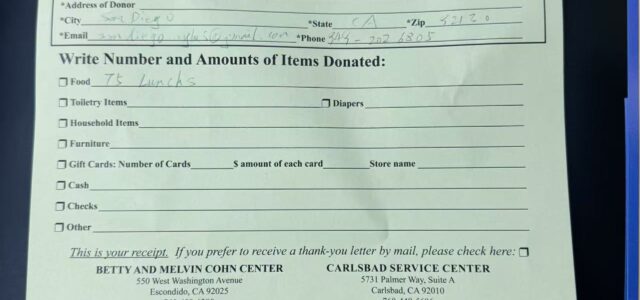 *Address of Donor
*City San Diego *State CA *Zip 92120
*Email *Phone
Write Number and Amounts of Items Donated:
Food 75 Lunchs
Toiletry Items Diapers
Household Items
Furniture
Gift Cards: Number of Cards $ amount of each card Store name
Cash
Checks
Other
This is your receipt. If you prefer to receive a thank-you letter by mail, please check here:
BETTY AND MELVIN COHN CENTER CARLSBAD SERVICE CENTER
550 West Washington Avenue 5731 Palmer Way, Suite A
Escondido, CA 92025 Carlsbad, CA 92010